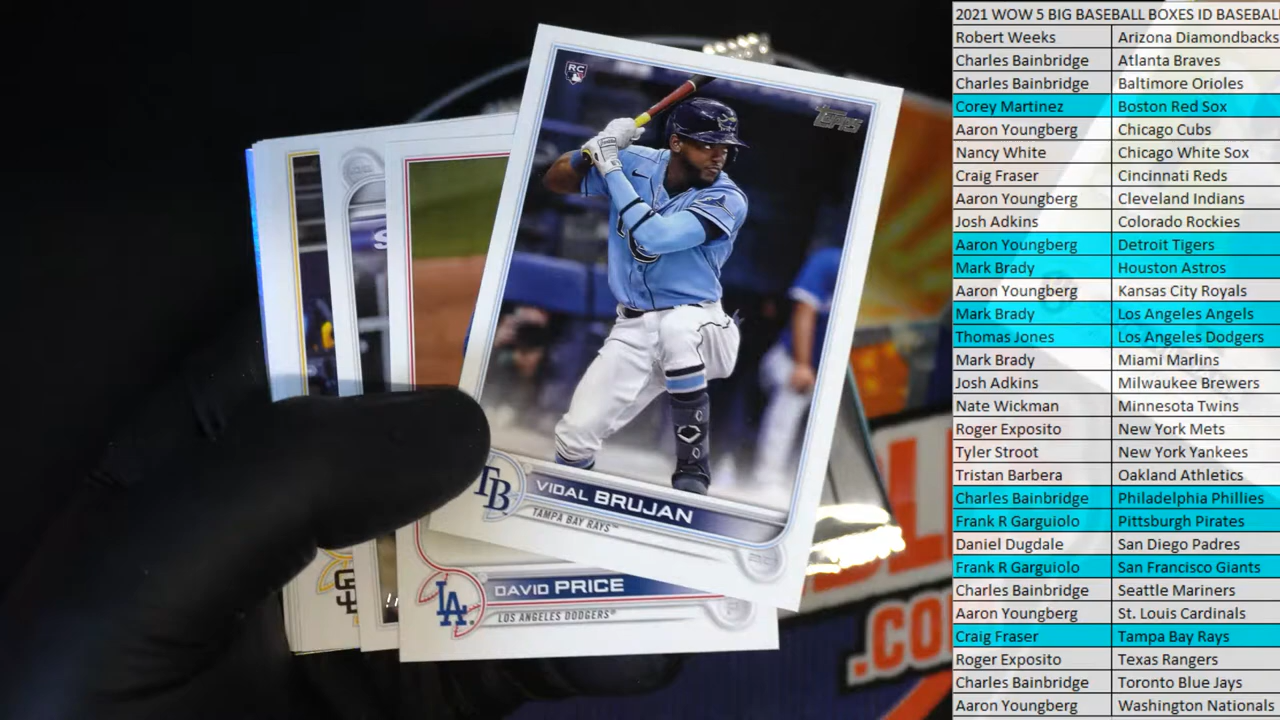 2021 WOW 5 BIG BASEBALL BOXES ID BASEBAL
Robert Weeks Arizona Diamondbacks
Charles Bainbridge Atlanta Braves
Charles Bainbridge Baltimore Orioles
Corey Martinez Boston Red Sox
Aaron Youngberg Chicago Cubs
Nancy White Chicago White Sox
Craig Fraser Cincinnati Reds
Aaron Youngberg Cleveland Indians
Josh Adkins Colorado Rockies
Aaron Youngberg Detroit Tigers
Mark Brady Houston Astros
Aaron Youngberg Kansas City Royals
Mark Brady Los Angeles Angels
Thomas Jones Los Angeles Dodgers
Mark Brady Miami Marlins
Josh Adkins Milwaukee Brewers
Nate Wickman Minnesota Twins
Roger Exposito New York Mets
Tyler Stroot New York Yankees
Tristan Barbera Oakland Athletics
Charles Bainbridge Philadelphia Phillies
Frank R Garguiolo Pittsburgh Pirates
Daniel Dugdale San Diego Padres
Frank R Garguiolo San Francisco Giants
Charles Bainbridge Seattle Mariners
Aaron Youngberg St. Louis Cardinals
Craig Fraser Tampa Bay Rays
Roger Exposito Texas Rangers
Charles Bainbridge Toronto Blue Jays
Aaron Youngberg Washington Nationals
RC
Topps
TB
VIDAL BRUJAN
TAMPA BAY RAYS™
LA
DAVID PRICE
LOS ANGELES DODGERS®
SD
.CO